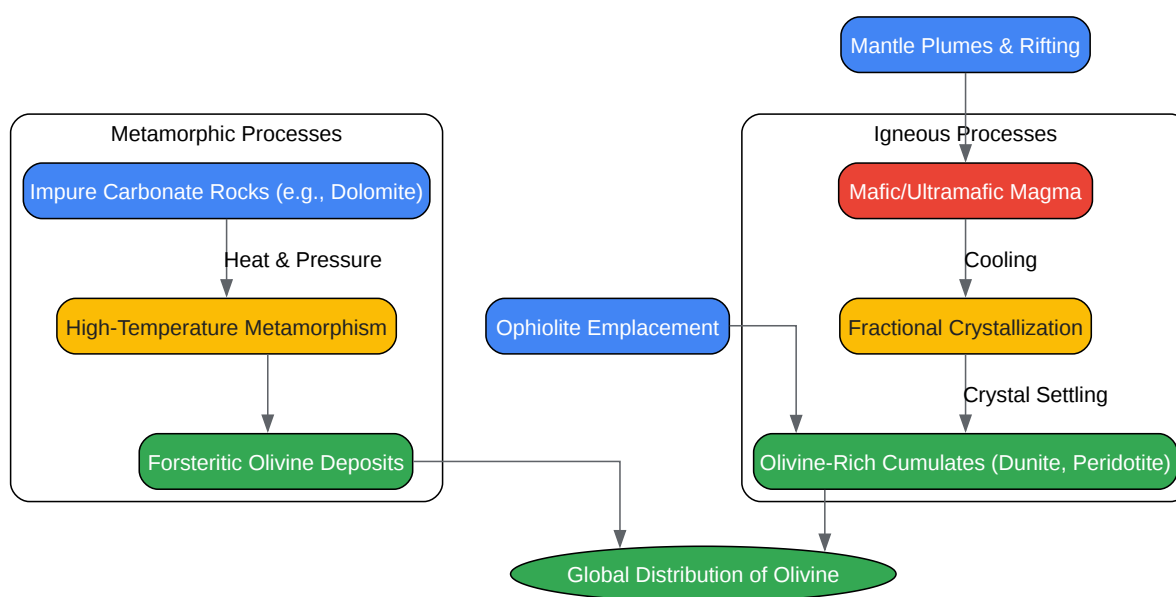 Mantle Plumes & Rifting
Metamorphic Processes
Igneous Processes
Impure Carbonate Rocks (e.g., Dolomite)
Mafic/Ultramafic Magma
Heat & Pressure
Cooling
High-Temperature Metamorphism
Ophiolite Emplacement
Fractional Crystallization
Crystal Settling
Forsteritic Olivine Deposits
Olivine-Rich Cumulates (Dunite, Peridotite)
Global Distribution of Olivine